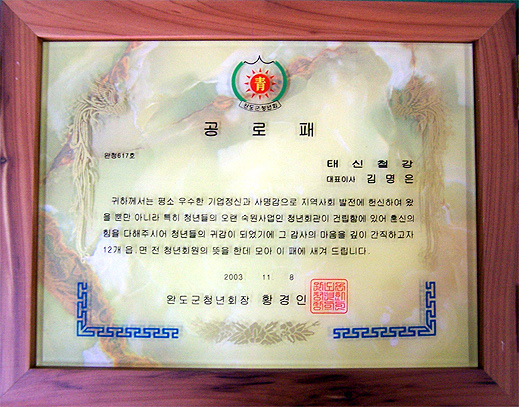 靑
완도군청년회
공 로 패
완청617호
태 신 철 강
대표이사 김 명 은
귀하께서는 평소 우수한 기업정신과 사명감으로 지역사회 발전에 헌신하여 왔
을 뿐만 아니라 특히 청년들의 오랜 숙원사업인 청년회관이 건립함에 있어 혼신의
힘을 다해주시어 청년들의 귀감이 되었기에 그 감사의 마음을 깊이 간직하고자
12개 읍. 면 전 청년회원의 뜻을 한데 모아 이 패에 새겨 드립니다.
2003 11. 8
완도군청년회장 황 경 인